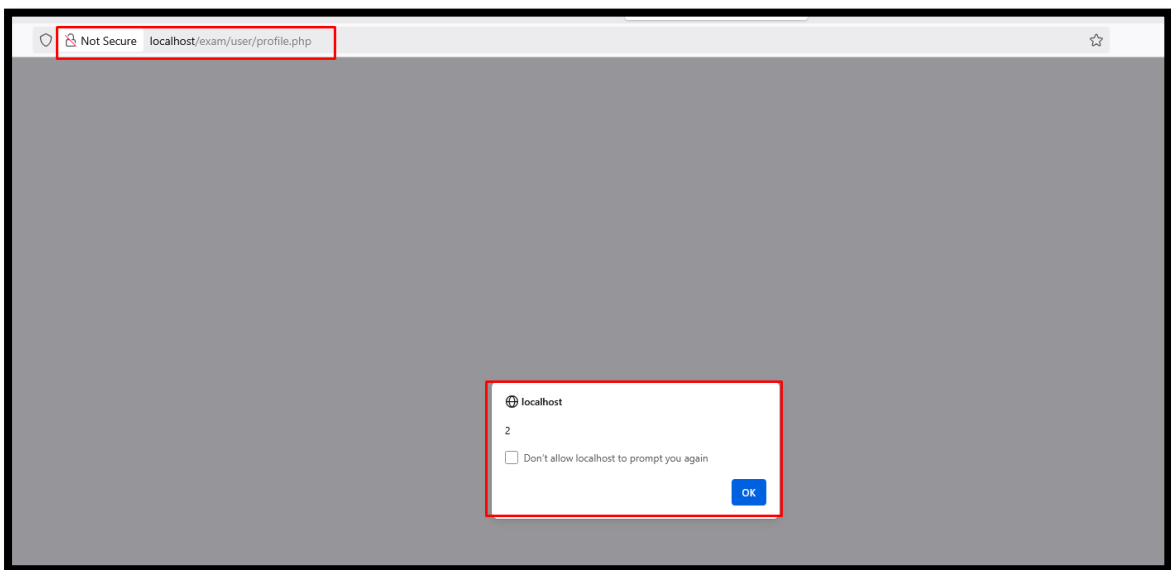 Not Secure localhost/exam/user/profile.php
localhost
2
Don't allow localhost to prompt you again
OK